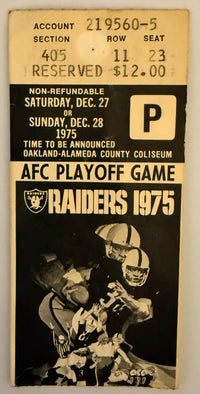 ACCOUNT 219560-5
SECTION ROW SEAT
405 11 23
RESERVED $12.00
NON-REFUNDABLE
SATURDAY, DEC. 27
OR
SUNDAY, DEC. 28
1975
TIME TO BE ANNOUNCED
OAKLAND-ALAMEDA COUNTY COLISEUM
P
AFC PLAYOFF GAME
RAIDERS
RAIDERS 1975